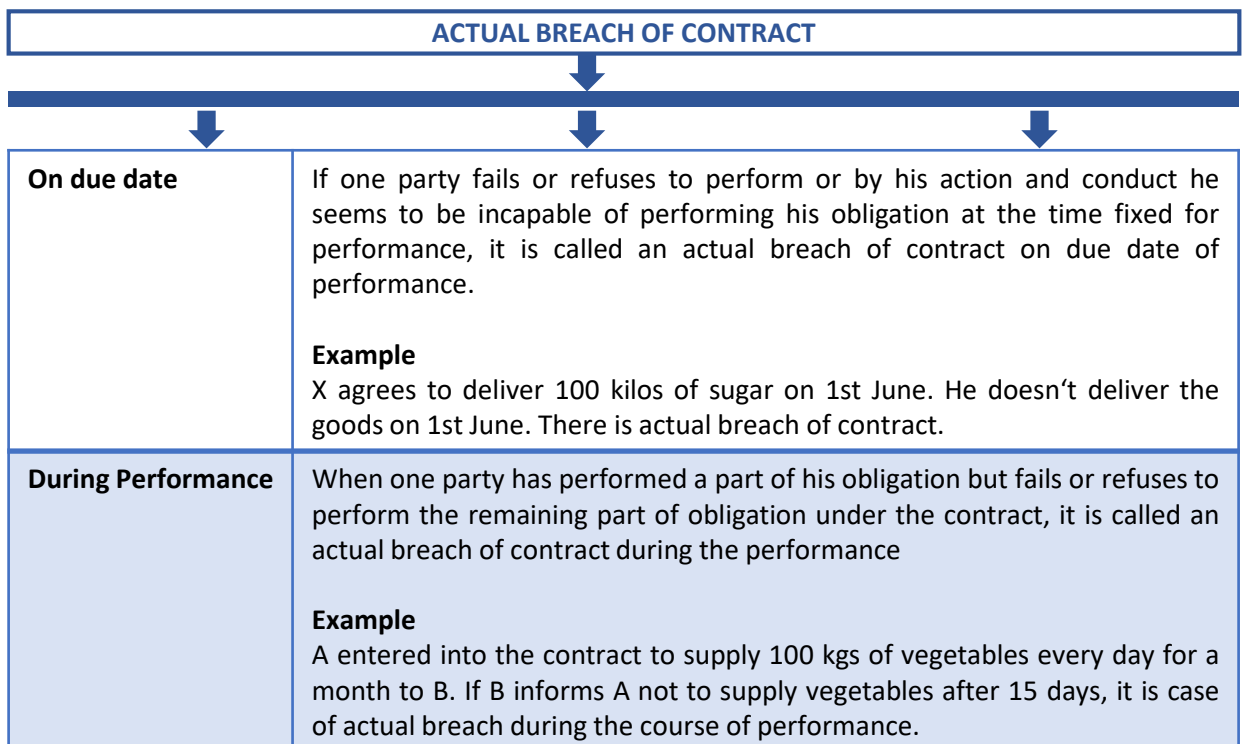 ACTUAL BREACH OF CONTRACT
On due date
If one party fails or refuses to perform or by his action and conduct he
seems to be incapable of performing his obligation at the time fixed for
performance, it is called an actual breach of contract on due date of
performance.
Example
X agrees to deliver 100 kilos of sugar on 1st June. He doesn‘t deliver the
goods on 1st June. There is actual breach of contract.
During Performance
When one party has performed a part of his obligation but fails or refuses to
perform the remaining part of obligation under the contract, it is called an
actual breach of contract during the performance
Example
A entered into the contract to supply 100 kgs of vegetables every day for a
month to B. If B informs A not to supply vegetables after 15 days, it is case
of actual breach during the course of performance.